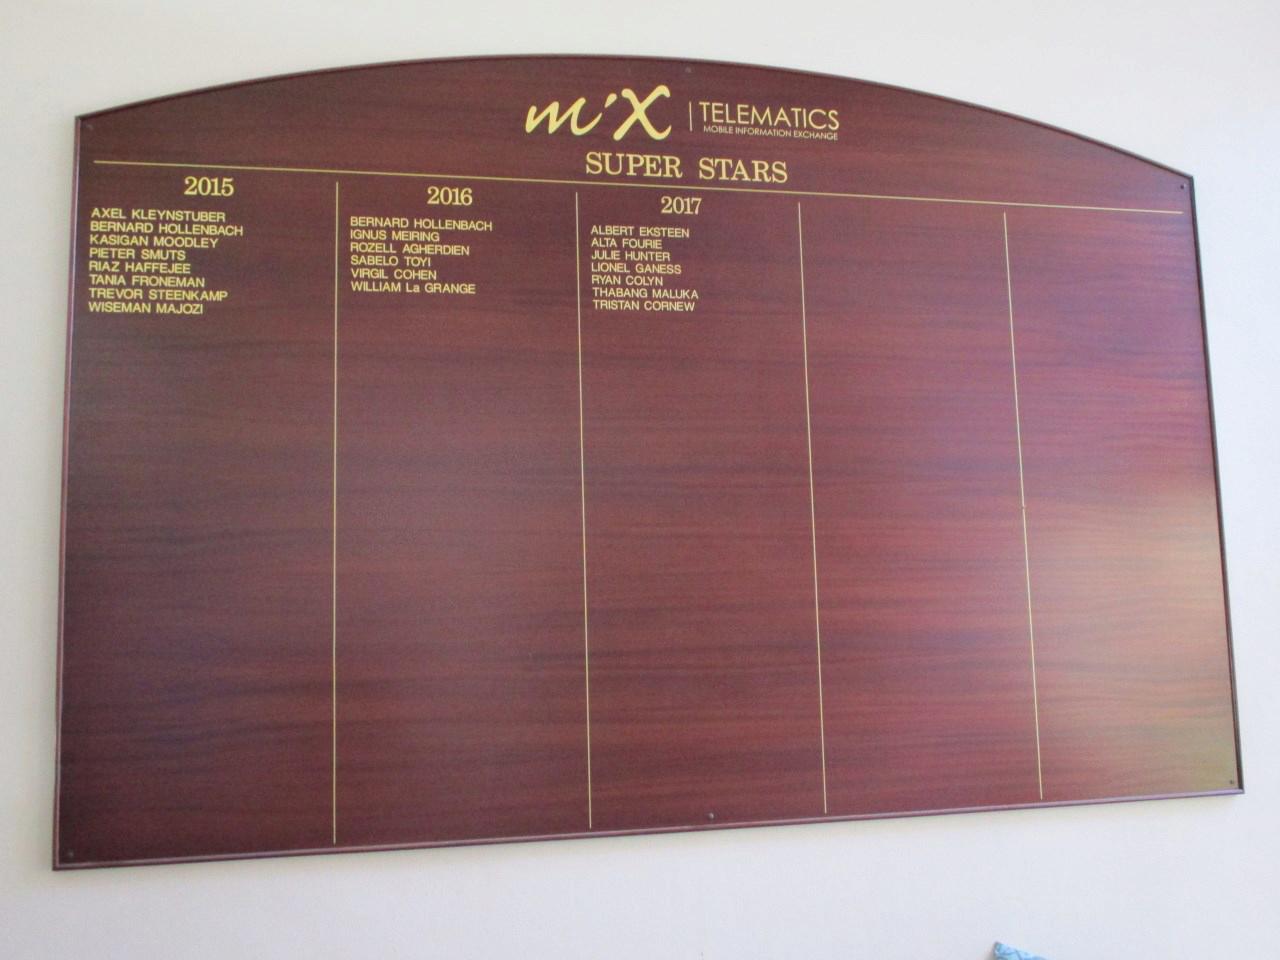 m'x | TELEMATICS
MOBILE INFORMATION EXCHANGE
SUPER STARS
2015
AXEL KLEYNSTUBER
BERNARD HOLLENBACH
KASIGAN MOODLEY
PIETER SMUTS
RIAZ HAFFEJEE
TANIA FRONEMAN
TREVOR STEENKAMP
WISEMAN MAJOZI
2016
BERNARD HOLLENBACH
IGNUS MEIRING
ROZELL AGHERDIEN
SABELO TOYI
VIRGIL COHEN
WILLIAM La GRANGE
2017
ALBERT EKSTEEN
ALTA FOURIE
JULIE HUNTER
LIONEL GANESS
RYAN COLYN
THABANG MALUKA
TRISTAN CORNEW